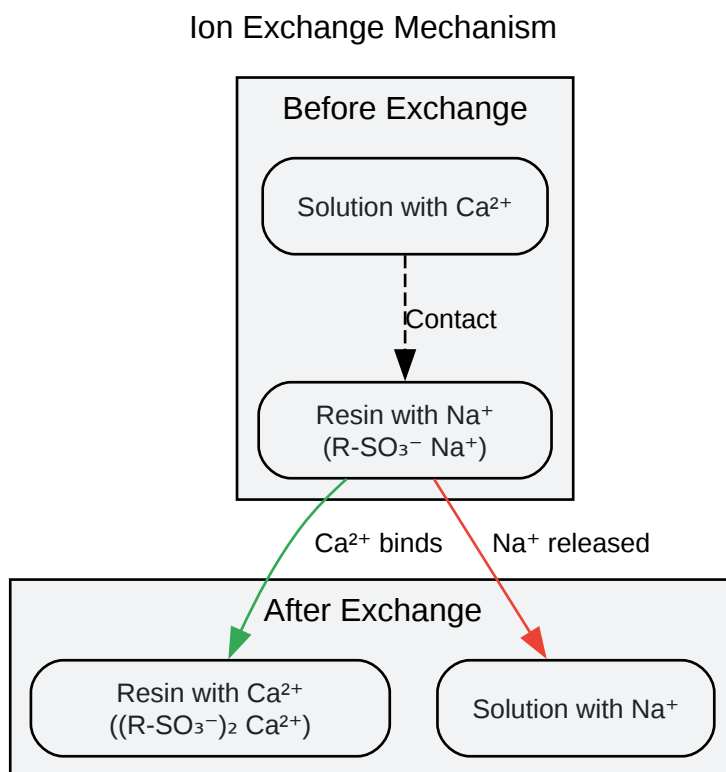 Ion Exchange Mechanism
Before Exchange
Solution with Ca²⁺
Contact
Resin with Na⁺
(R-SO₃⁻ Na⁺)
Ca²⁺ binds
Na⁺ released
After Exchange
Resin with Ca²⁺
((R-SO₃⁻)₂ Ca²⁺)
Solution with Na⁺